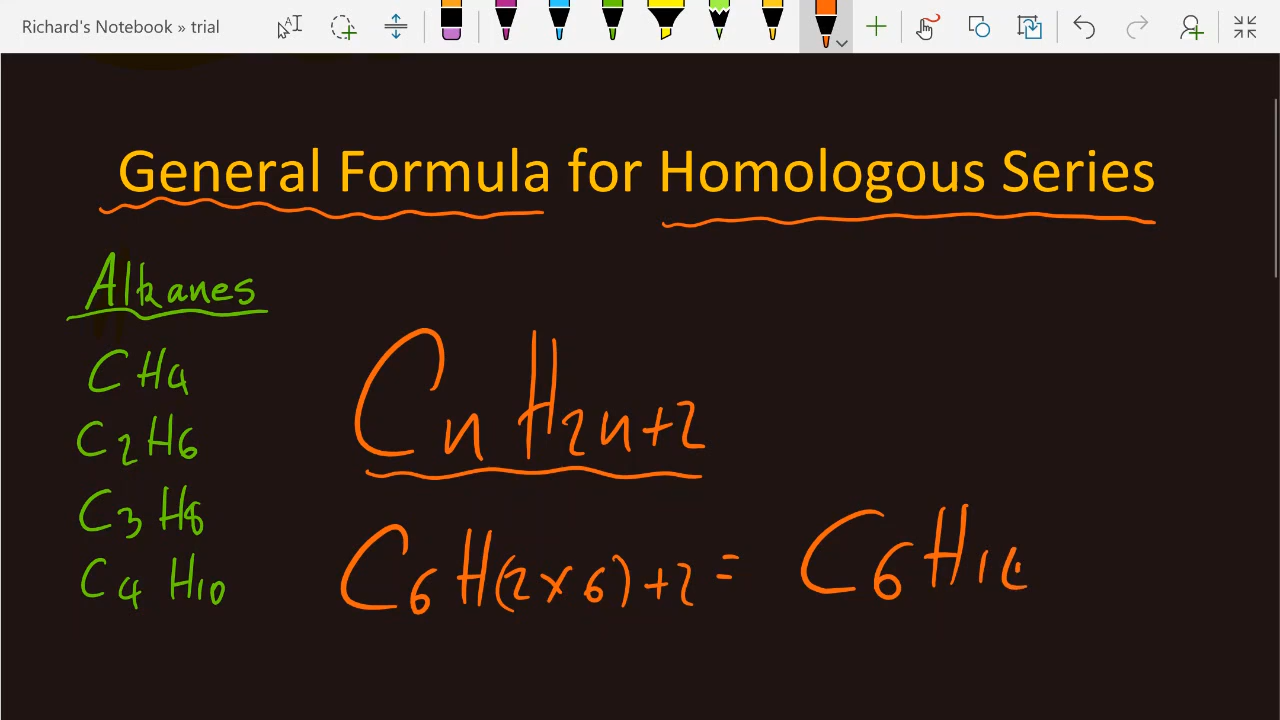 Richard's Notebook » trial
General Formula for Homologous Series
Alkanes
CH4
C2H6
C3H8
C4H10
CnH2n+2
C6H(2×6)+2 = C6H14